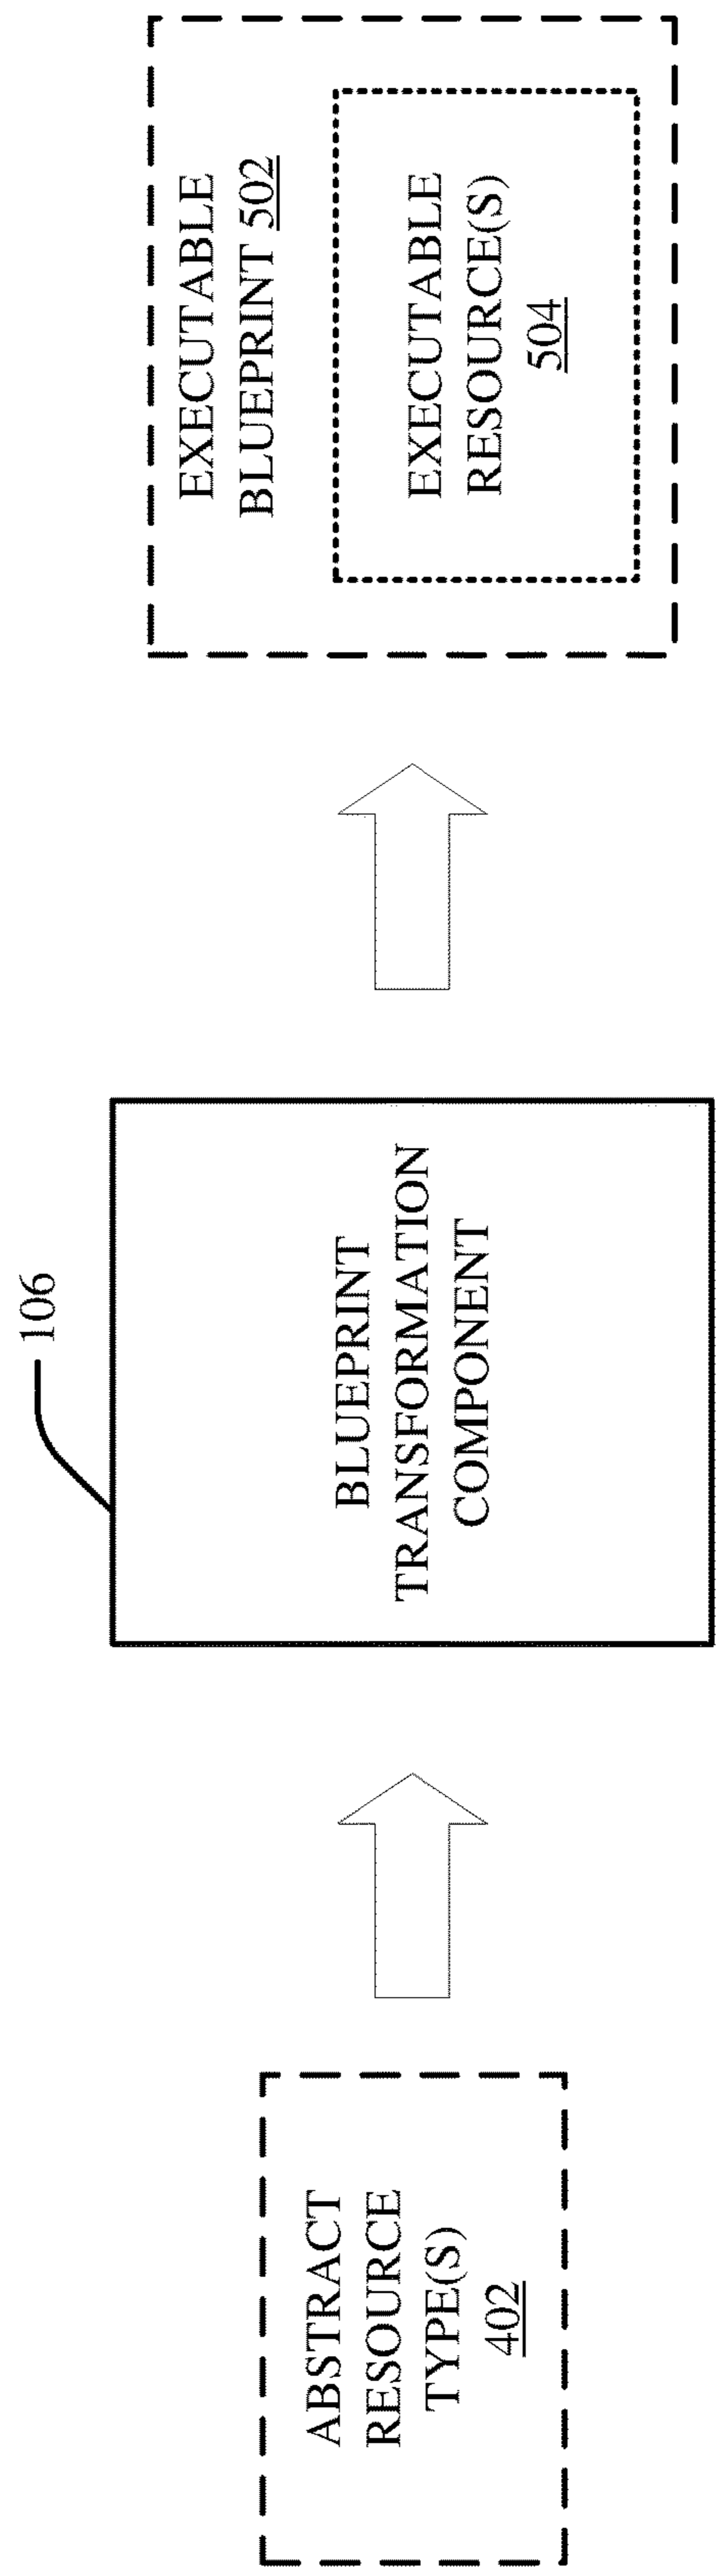 ABSTRACT
RESOURCE
TYPE(S)
402
106
BLUEPRINT
TRANSFORMATION
COMPONENT
EXECUTABLE
BLUEPRINT 502
EXECUTABLE
RESOURCE(S)
504